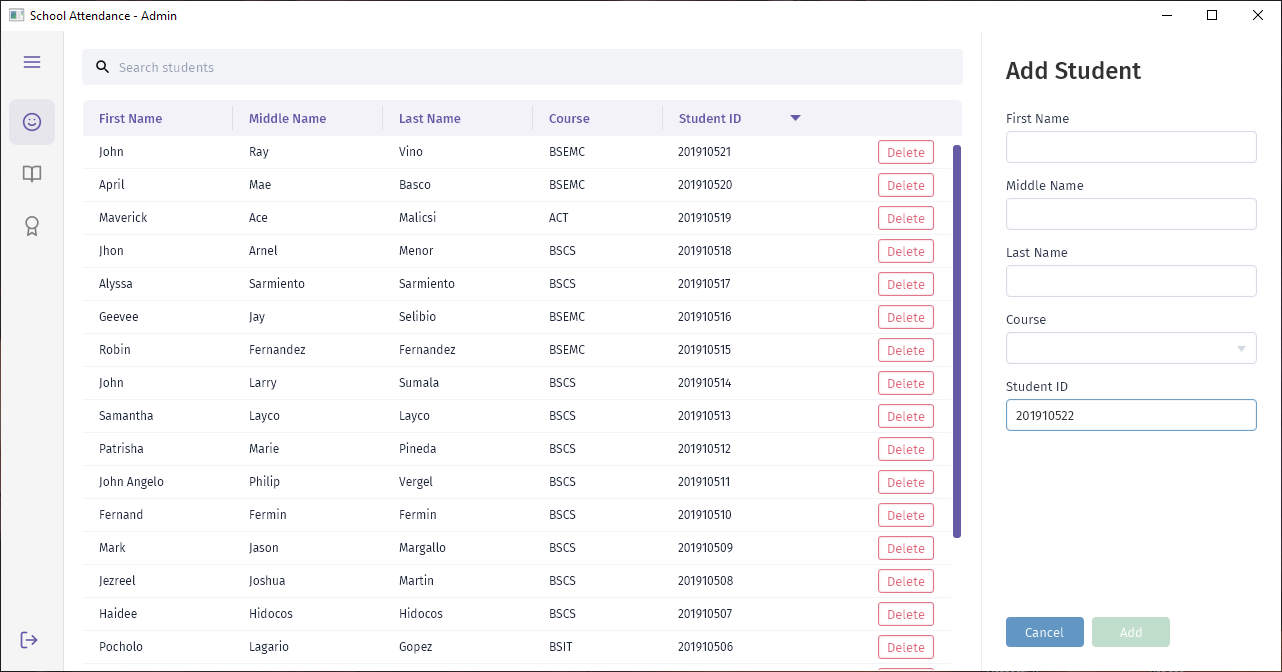 School Attendance - Admin
Search students
First Name Middle Name Last Name Course Student ID
John Ray Vino BSEMC 201910521 Delete
April Mae Basco BSEMC 201910520 Delete
Maverick Ace Malicsi ACT 201910519 Delete
Jhon Arnel Menor BSCS 201910518 Delete
Alyssa Sarmiento Sarmiento BSCS 201910517 Delete
Geevee Jay Selibio BSEMC 201910516 Delete
Robin Fernandez Fernandez BSEMC 201910515 Delete
John Larry Sumala BSCS 201910514 Delete
Samantha Layco Layco BSCS 201910513 Delete
Patrisha Marie Pineda BSCS 201910512 Delete
John Angelo Philip Vergel BSCS 201910511 Delete
Fernand Fermin Fermin BSCS 201910510 Delete
Mark Jason Margallo BSCS 201910509 Delete
Jezreel Joshua Martin BSCS 201910508 Delete
Haidee Hidocos Hidocos BSCS 201910507 Delete
Pocholo Lagario Gopez BSIT 201910506 Delete
Add Student
First Name
Middle Name
Last Name
Course
Student ID
201910522
Cancel Add